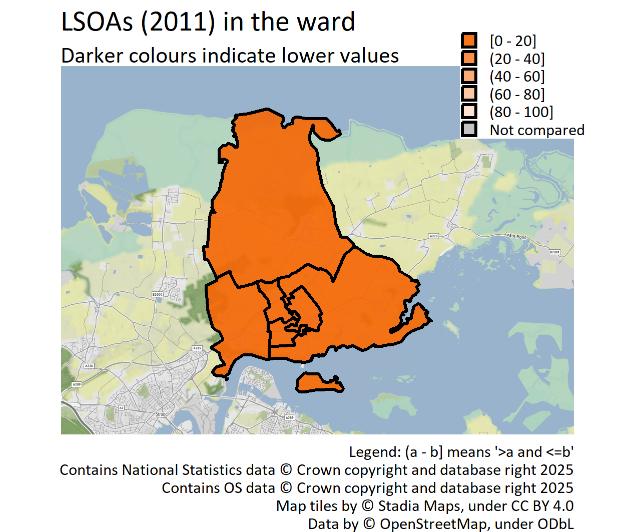 LSOAs (2011) in the ward
Darker colours indicate lower values
[0 - 20]
(20 - 40]
(40 - 60]
(60 - 80]
(80 - 100]
Not compared
Legend: (a - b] means '>a and <=b'
Contains National Statistics data © Crown copyright and database right 2025
Contains OS data © Crown copyright and database right 2025
Map tiles by © Stadia Maps, under CC BY 4.0
Data by © OpenStreetMap, under ODbL